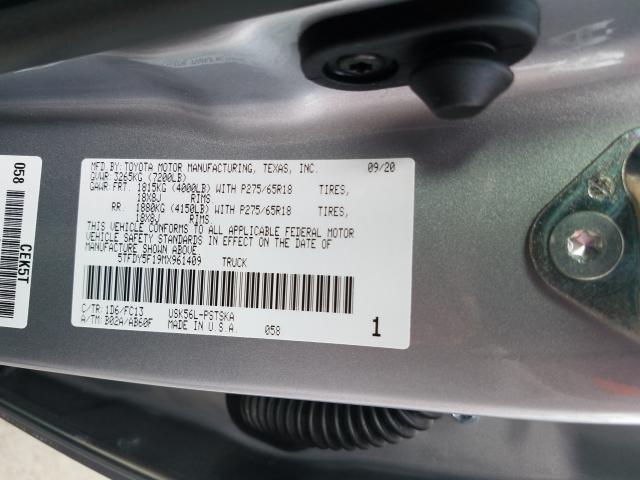 MFD BY: TOYOTA MOTOR MANUFACTURING, TEXAS, INC. 09/20
GVWR 3265KG (7200LB)
GAWR FRT. 1815KG (4000LB) WITH P275/65R18 TIRES,
18X8J RIMS
RR. 1880KG (4150LB) WITH P275/65R18 TIRES,
18X8J RIMS
THIS VEHICLE CONFORMS TO ALL APPLICABLE FEDERAL MOTOR
VEHICLE SAFETY STANDARDS IN EFFECT ON THE DATE OF
MANUFACTURE SHOWN ABOVE
5TFDY5F19MX961409 TRUCK
C/TR: 1D6/FC13 USK56L-PSTSKA
A/TM: B02A/AB60F MADE IN U.S.A. 058 1
058
CEK5T